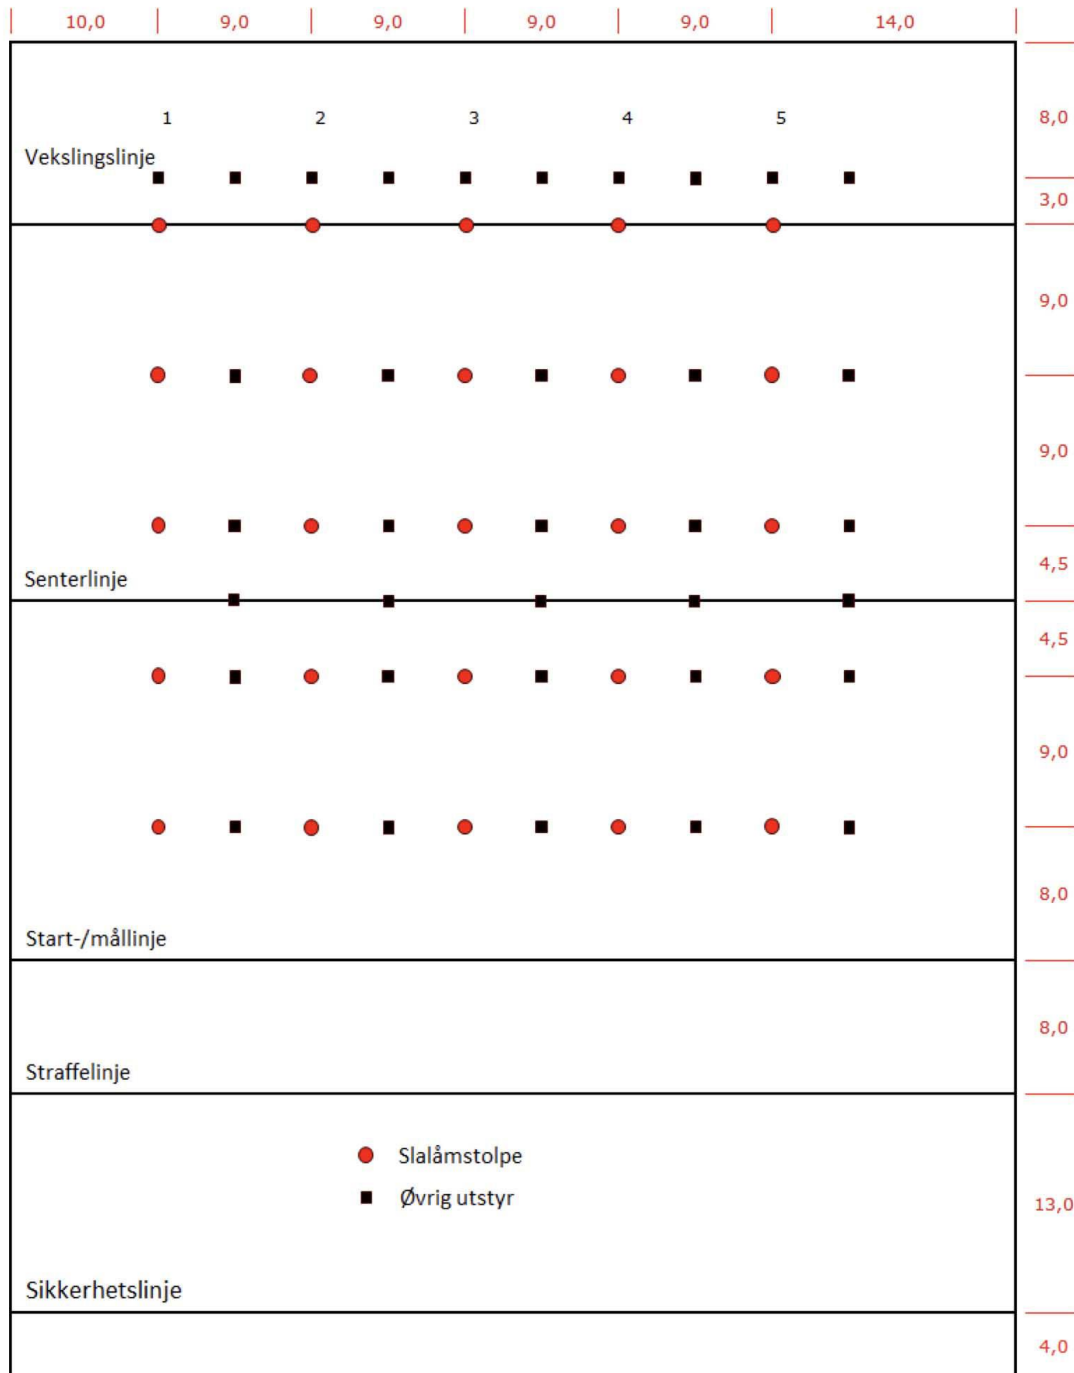 10,0 9,0 9,0 9,0 9,0 14,0
1 2 3 4 5
8,0
Vekslingslinje
3,0
9,0
9,0
4,5
Senterlinje
4,5
9,0
8,0
Start-/mållinje
8,0
Straffelinje
Slalåmstolpe
Øvrig utstyr
13,0
Sikkerhetslinje
4,0